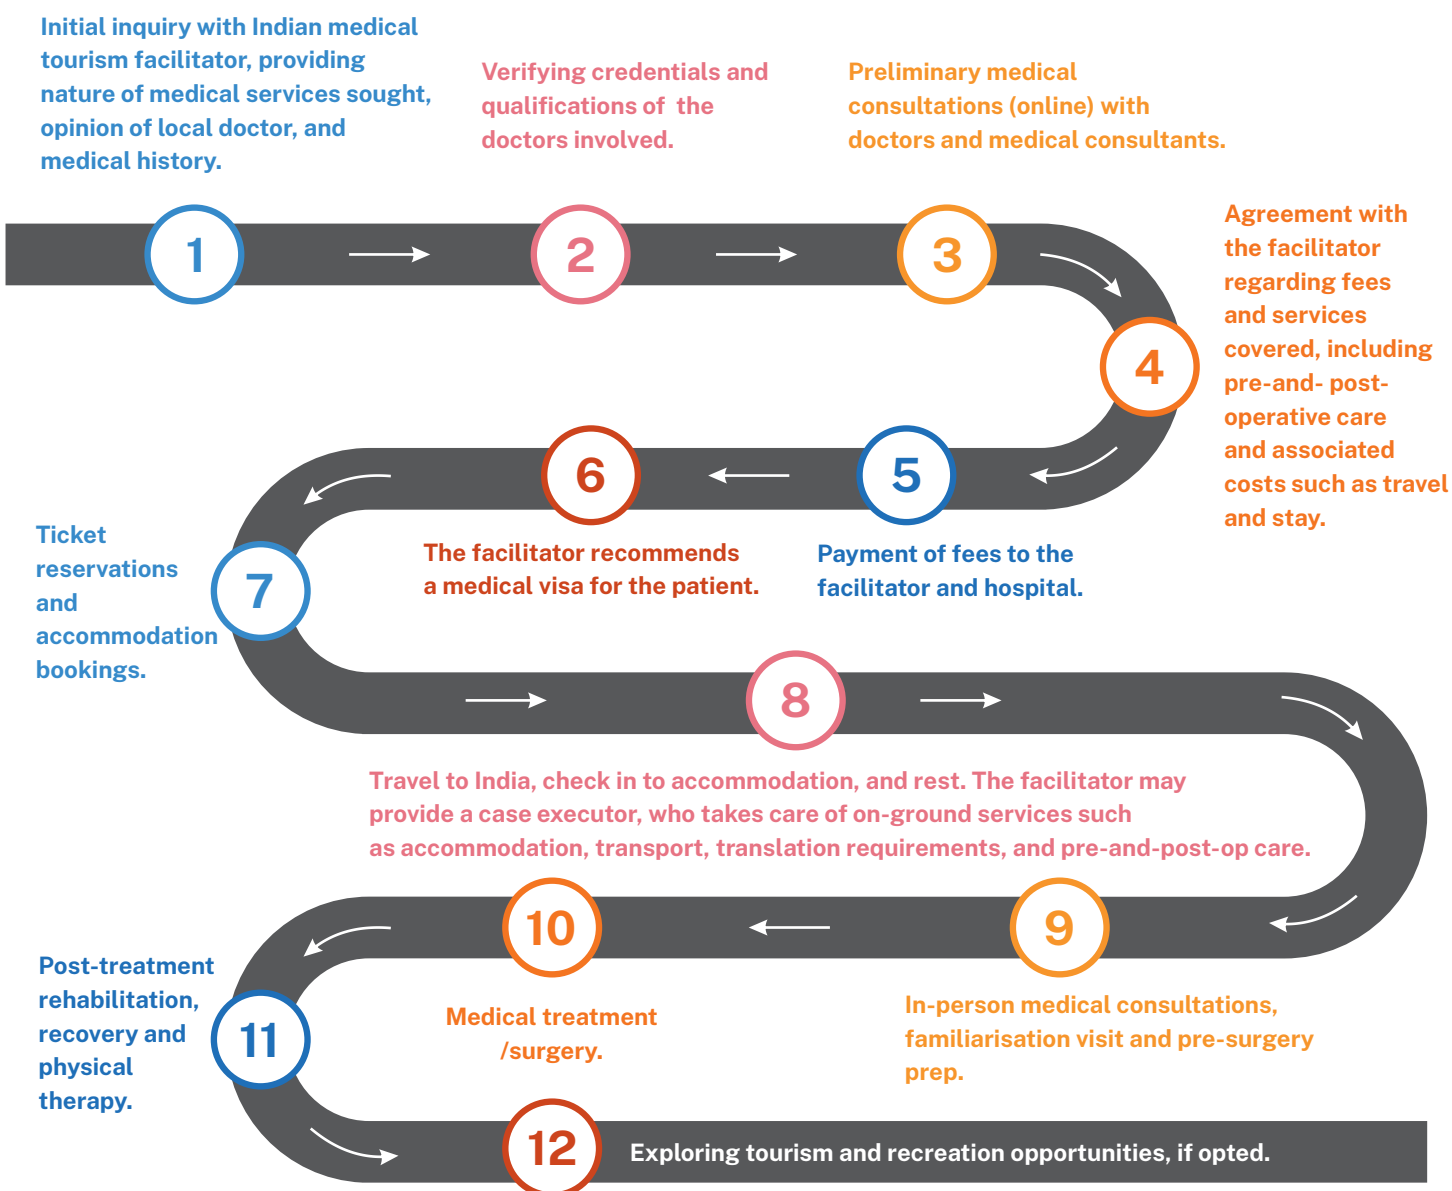 Initial inquiry with Indian medical
tourism facilitator, providing
nature of medical services sought,
opinion of local doctor, and
medical history.
Verifying credentials and
qualifications of the
doctors involved.
Preliminary medical
consultations (online) with
doctors and medical consultants.
1
2
3
Agreement with
the facilitator
regarding fees
and services
covered, including
pre-and- post-
operative care
and associated
costs such as travel
and stay.
4
5
Payment of fees to the
facilitator and hospital.
6
The facilitator recommends
a medical visa for the patient.
7
Ticket
reservations
and
accommodation
bookings.
8
Travel to India, check in to accommodation, and rest. The facilitator may
provide a case executor, who takes care of on-ground services such
as accommodation, transport, translation requirements, and pre-and-post-op care.
9
In-person medical consultations,
familiarisation visit and pre-surgery
prep.
10
Medical treatment
/surgery.
11
Post-treatment
rehabilitation,
recovery and
physical
therapy.
12
Exploring tourism and recreation opportunities, if opted.